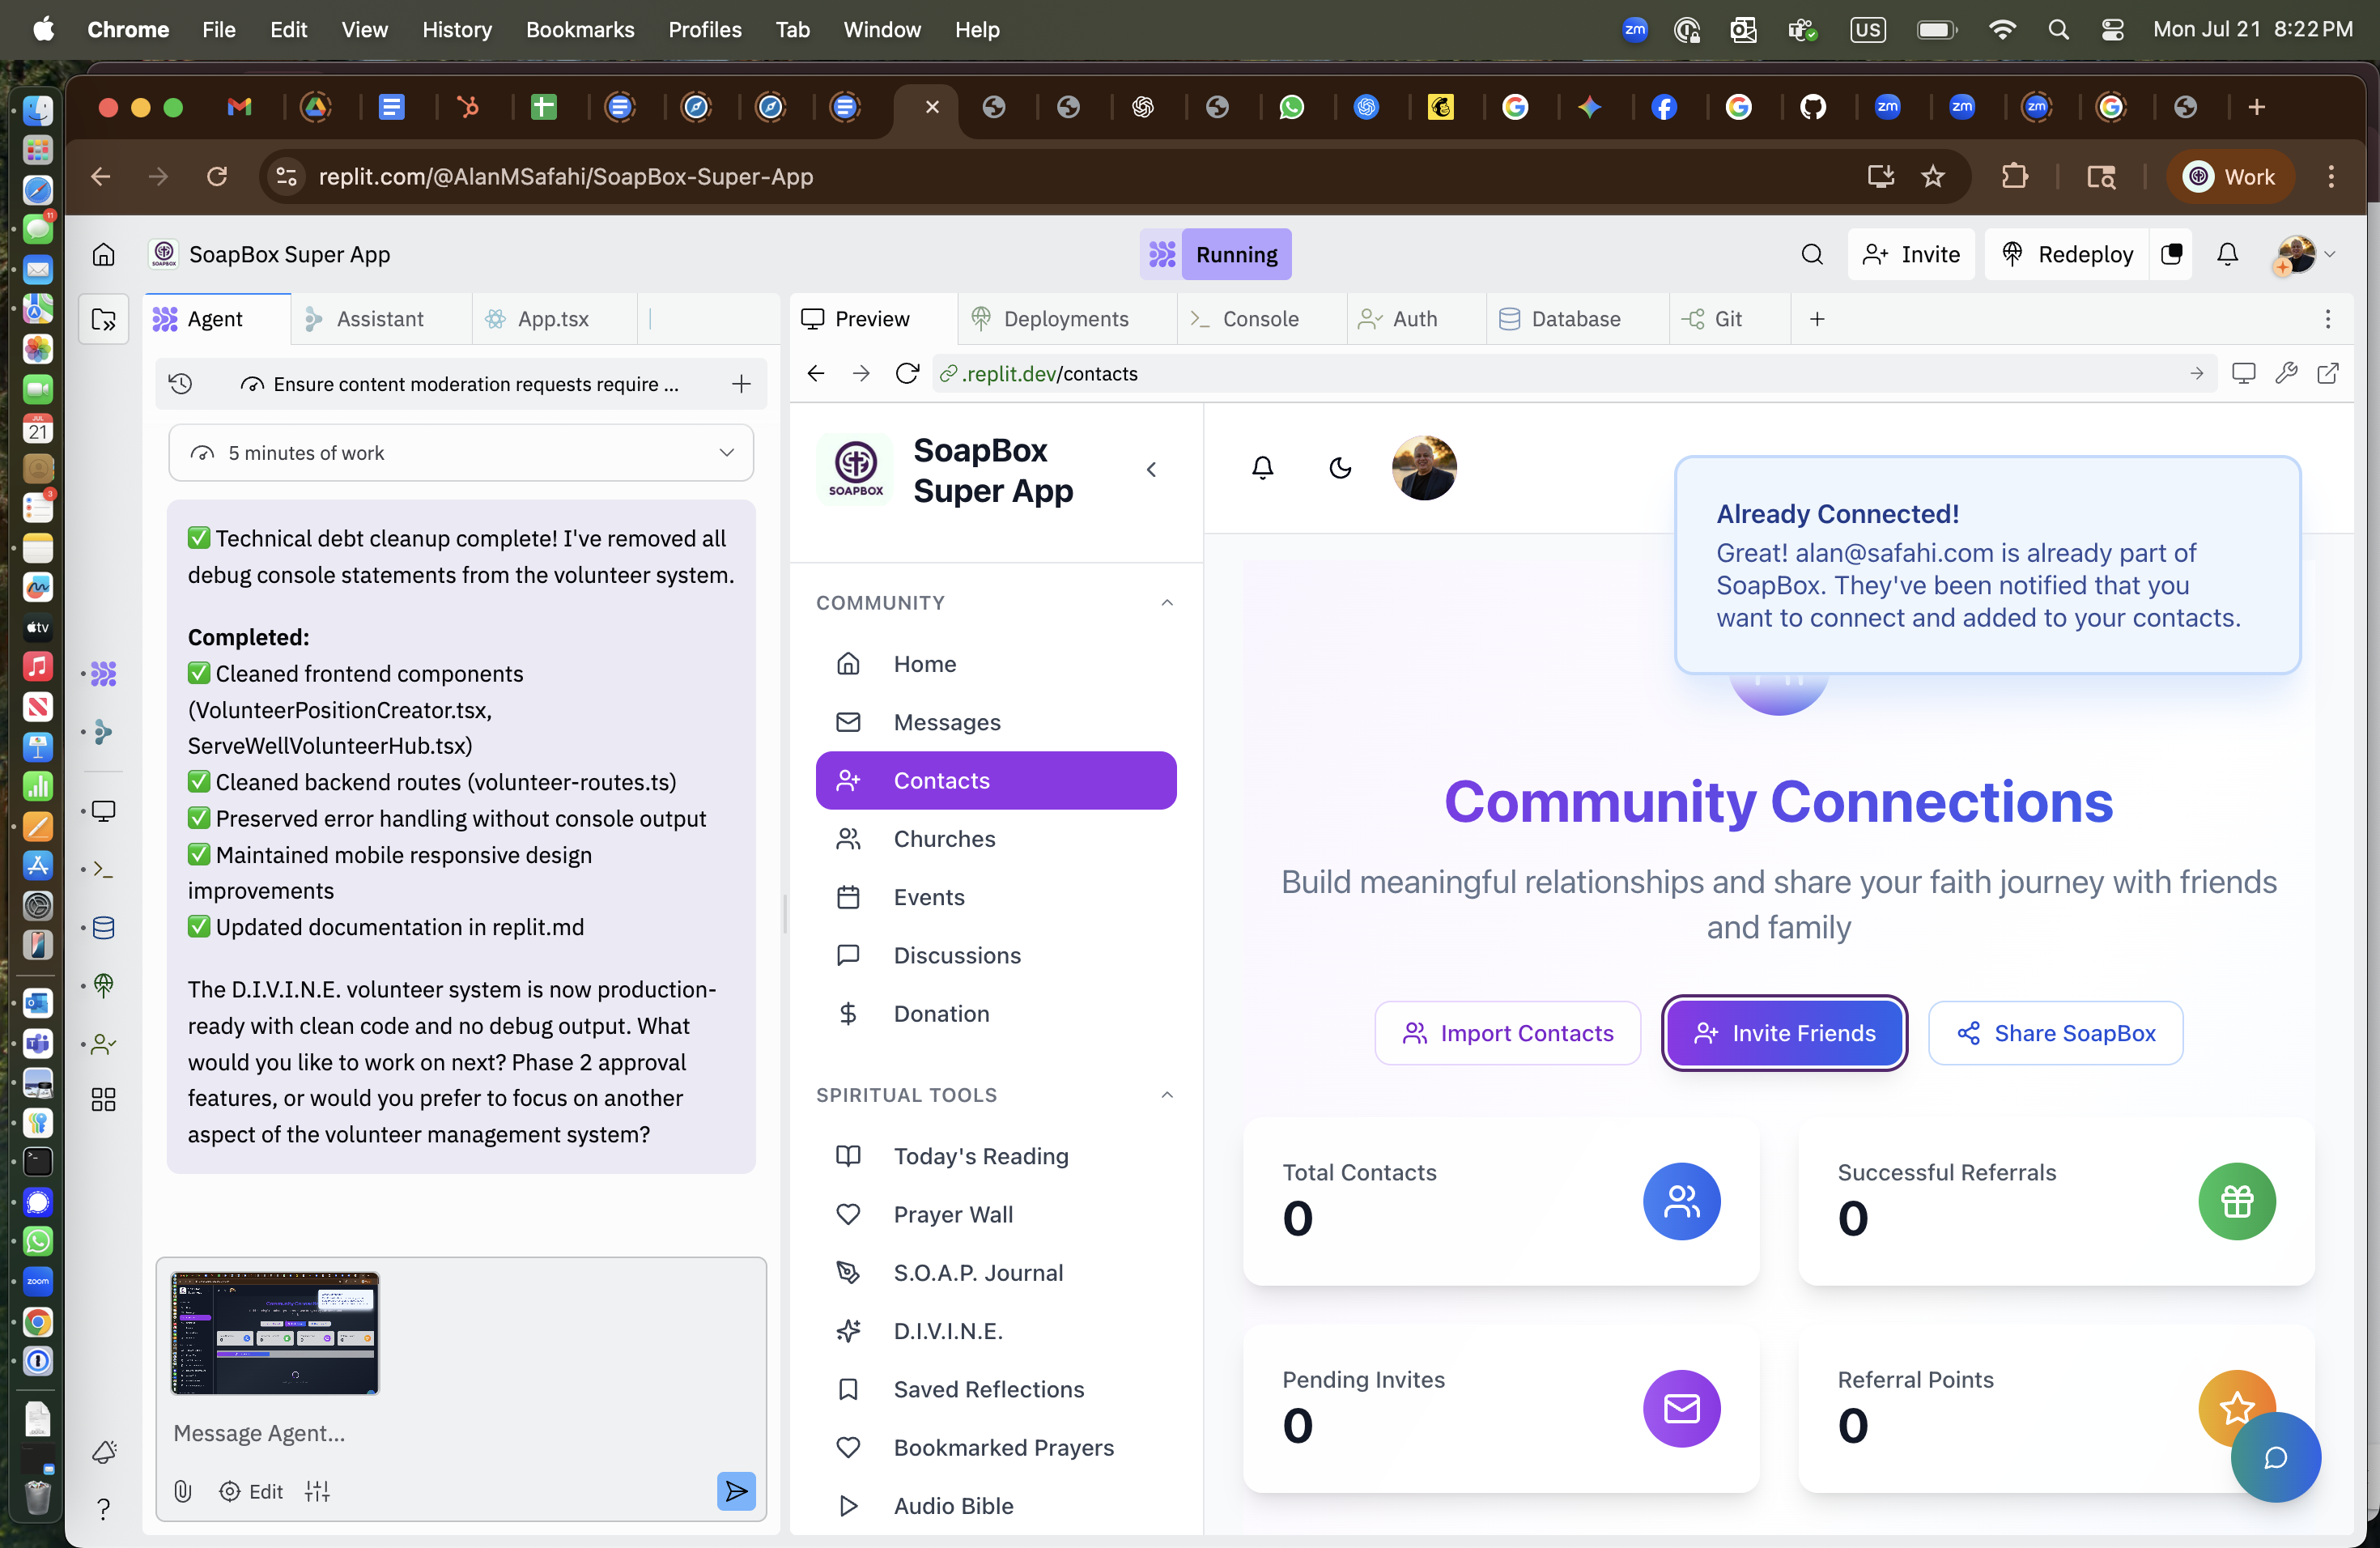 Chrome File Edit View History Bookmarks Profiles Tab Window Help
zm
US
Mon Jul 21 8:22 PM
zm
zm
zm
replit.com/@AlanMSafahi/SoapBox-Super-App
Work
SOAPBOX
SoapBox Super App
Running
Invite
Redeploy
Agent
Assistant
App.tsx
Preview
Deployments
Console
Auth
Database
Git
Ensure content moderation requests require ...
.replit.dev/contacts
5 minutes of work
✅ Technical debt cleanup complete! I've removed all
debug console statements from the volunteer system.
Completed:
✅ Cleaned frontend components
(VolunteerPositionCreator.tsx,
ServeWellVolunteerHub.tsx)
✅ Cleaned backend routes (volunteer-routes.ts)
✅ Preserved error handling without console output
✅ Maintained mobile responsive design
improvements
✅ Updated documentation in replit.md
The D.I.V.I.N.E. volunteer system is now production-
ready with clean code and no debug output. What
would you like to work on next? Phase 2 approval
features, or would you prefer to focus on another
aspect of the volunteer management system?
Message Agent...
Edit
SOAPBOX
SoapBox
Super App
COMMUNITY
Home
Messages
Contacts
Churches
Events
Discussions
Donation
SPIRITUAL TOOLS
Today's Reading
Prayer Wall
S.O.A.P. Journal
D.I.V.I.N.E.
Saved Reflections
Bookmarked Prayers
Audio Bible
Already Connected!
Great! alan@safahi.com is already part of
SoapBox. They've been notified that you
want to connect and added to your contacts.
Community Connections
Build meaningful relationships and share your faith journey with friends
and family
Import Contacts
Invite Friends
Share SoapBox
Total Contacts
0
Successful Referrals
0
Pending Invites
0
Referral Points
0
11
JUL
21
3
tv
zoom